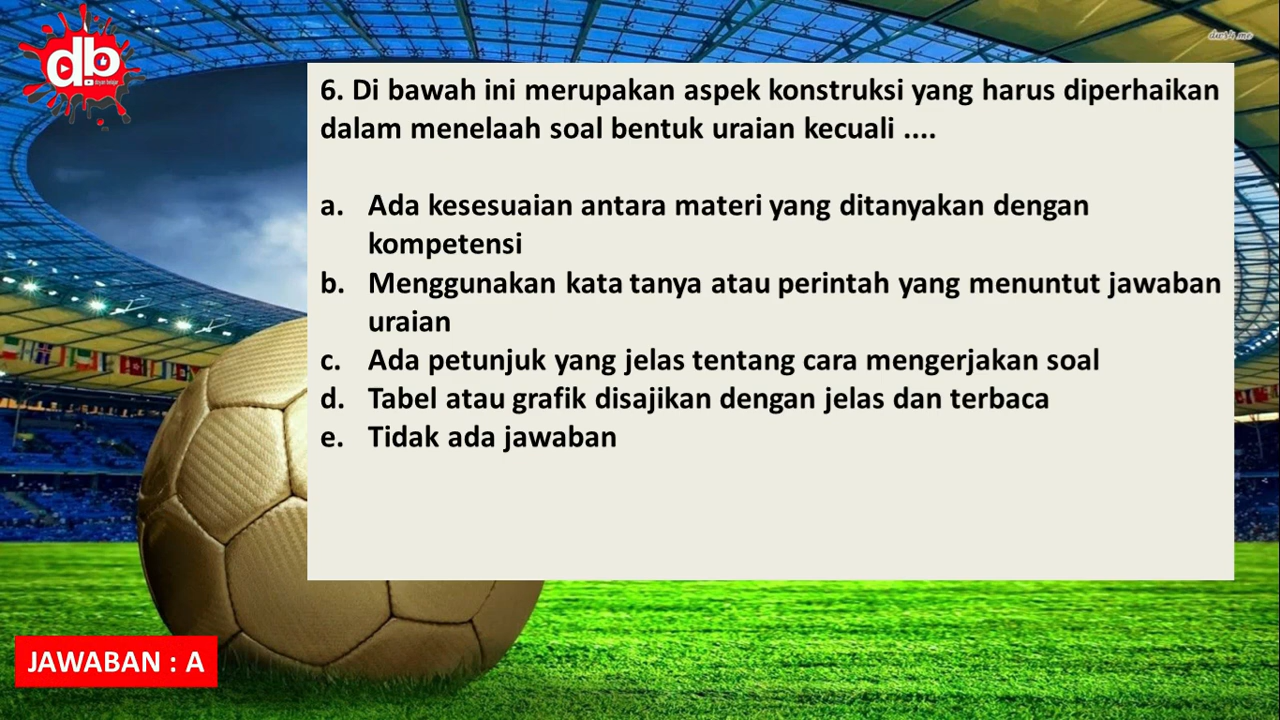 db
6. Di bawah ini merupakan aspek konstruksi yang harus diperhaikan
dalam menelaah soal bentuk uraian kecuali ....
a. Ada kesesuaian antara materi yang ditanyakan dengan
kompetensi
b. Menggunakan kata tanya atau perintah yang menuntut jawaban
uraian
c. Ada petunjuk yang jelas tentang cara mengerjakan soal
d. Tabel atau grafik disajikan dengan jelas dan terbaca
e. Tidak ada jawaban
JAWABAN : A